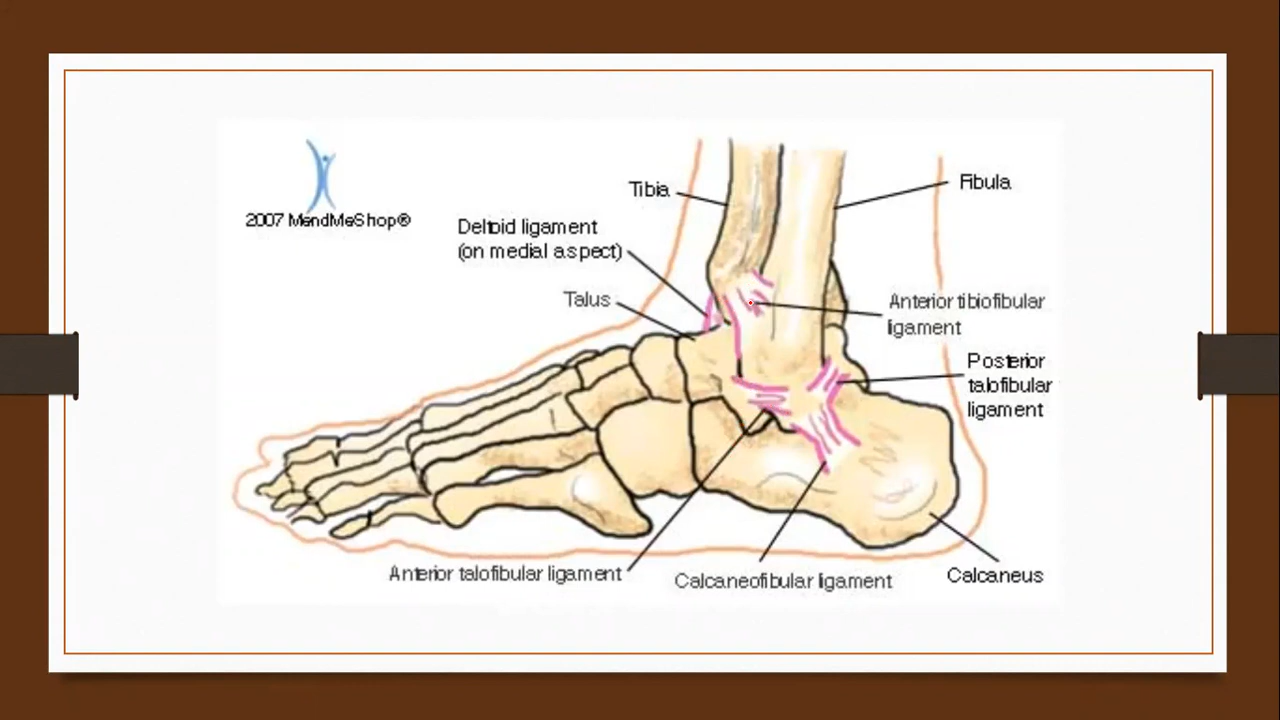 2007 MendMeShop®
Tibia
Fibula
Deltoid ligament
(on medial aspect)
Talus
Anterior tibiofibular
ligament
Posterior
talofibular
ligament
Anterior talofibular ligament
Calcaneofibular ligament
Calcaneus